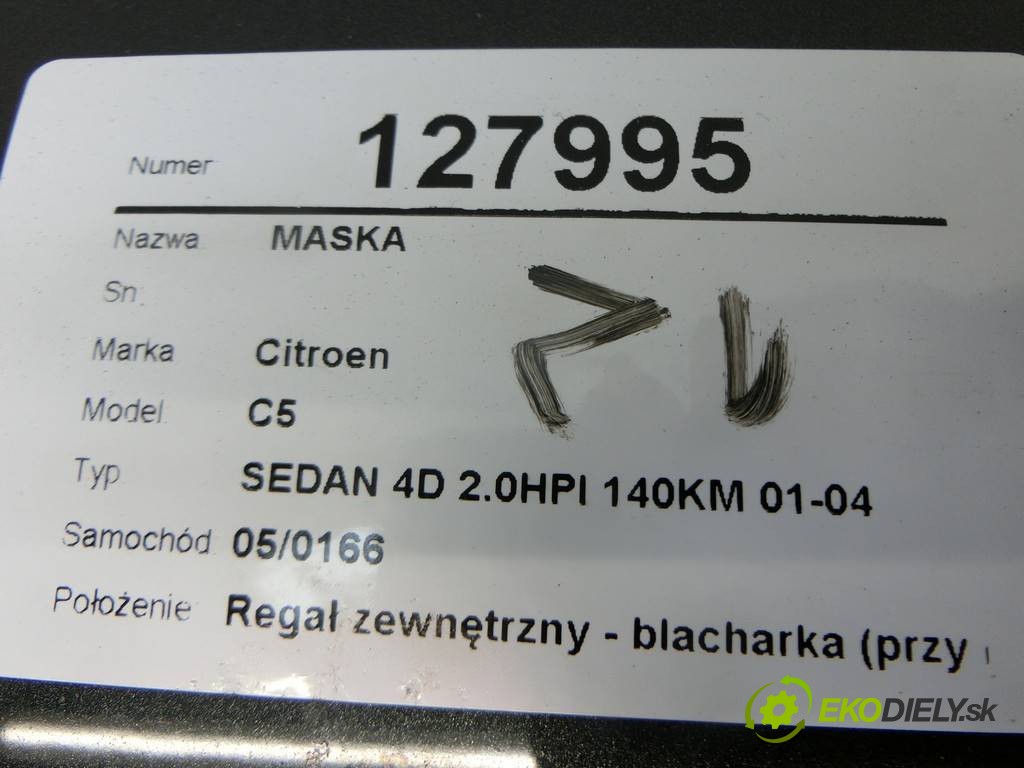 Numer 127995
Nazwa MASKA
Sn.
Marka Citroen
Model C5
Typ SEDAN 4D 2.0HPI 140KM 01-04
Samochód 05/0166
Położenie Regał zewnętrzny - blacharka (przy
EKODIELY.sk